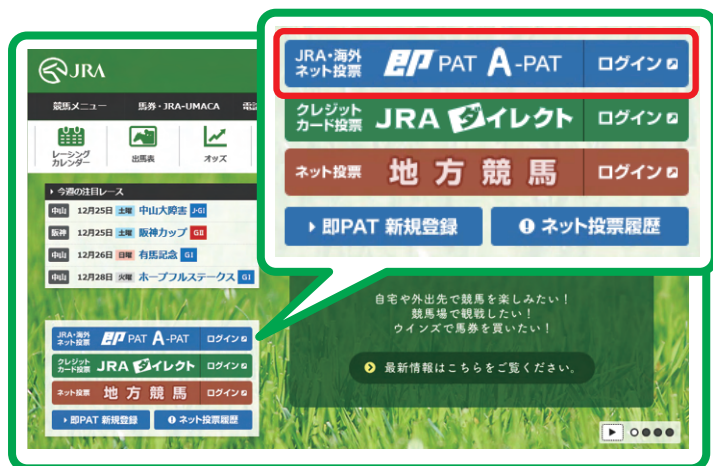 JRA
競馬メニュー 馬券・JRA-UMACA
レーシング
カレンダー
出馬表
オッズ
今週の注目レース
中山 12月25日 土曜 中山大障害 J・GI
阪神 12月25日 土曜 阪神カップ GII
中山 12月26日 日曜 有馬記念 GI
中山 12月28日 火曜 ホープフルステークス GI
JRA・海外
ネット投票
即PAT A-PAT ログイン
クレジット
カード投票
JRA ダイレクト ログイン
ネット投票 地方競馬 ログイン
即PAT 新規登録
ネット投票履歴
JRA・海外
ネット投票
即PAT A-PAT ログイン
クレジット
カード投票
JRA ダイレクト ログイン
ネット投票 地方競馬 ログイン
即PAT 新規登録
ネット投票履歴
自宅や外出先で競馬を楽しみたい！
競馬場で観戦したい！
ウインズで馬券を買いたい！
最新情報はこちらをご覧ください。